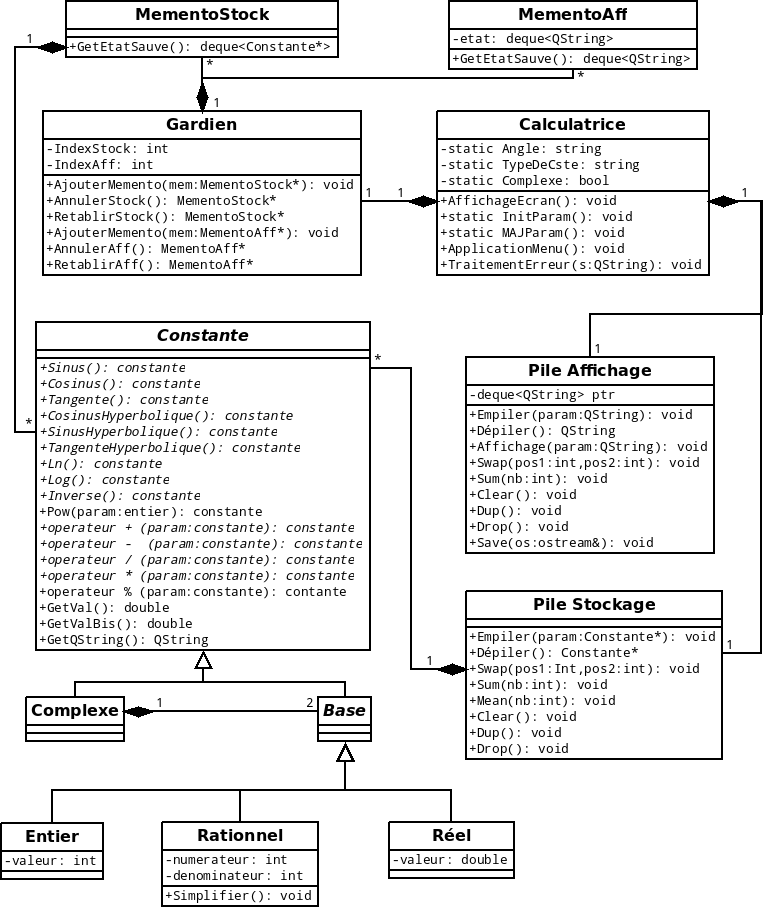 MementoStock
+GetEtatSauve(): deque<Constante*>
1
*
MementoAff
-etat: deque<QString>
+GetEtatSauve(): deque<QString>
*
1
Gardien
-IndexStock: int
-IndexAff: int
+AjouterMemento(mem:MementoStock*): void
+AnnulerStock(): MementoStock*
+RetablirStock(): MementoStock*
+AjouterMemento(mem:MementoAff*): void
+AnnulerAff(): MementoAff*
+RetablirAff(): MementoAff*
1
1
Calculatrice
-static Angle: string
-static TypeDeCste: string
-static Complexe: bool
+AffichageEcran(): void
+static InitParam(): void
+static MAJParam(): void
+ApplicationMenu(): void
+TraitementErreur(s:QString): void
1
Constante
+Sinus(): constante
+Cosinus(): constante
+Tangente(): constante
+CosinusHyperbolique(): constante
+SinusHyperbolique(): constante
+TangenteHyperbolique(): constante
+Ln(): constante
+Log(): constante
+Inverse(): constante
+Pow(param:entier): constante
+operateur + (param:constante): constante
+operateur -  (param:constante): constante
+operateur / (param:constante): constante
+operateur * (param:constante): constante
+operateur % (param:constante): contante
+GetVal(): double
+GetValBis(): double
+GetQString(): QString
*
*
1
Pile Affichage
-deque<QString> ptr
+Empiler(param:QString): void
+Dépiler(): QString
+Affichage(param:QString): void
+Swap(pos1:int,pos2:int): void
+Sum(nb:int): void
+Clear(): void
+Dup(): void
+Drop(): void
+Save(os:ostream&): void
Pile Stockage
+Empiler(param:Constante*): void
+Dépiler(): Constante*
+Swap(pos1:Int,pos2:int): void
+Sum(nb:int): void
+Mean(nb:int): void
+Clear(): void
+Dup(): void
+Drop(): void
1
1
Complexe
1
2
Base
Entier
-valeur: int
Rationnel
-numerateur: int
-denominateur: int
+Simplifier(): void
Réel
-valeur: double